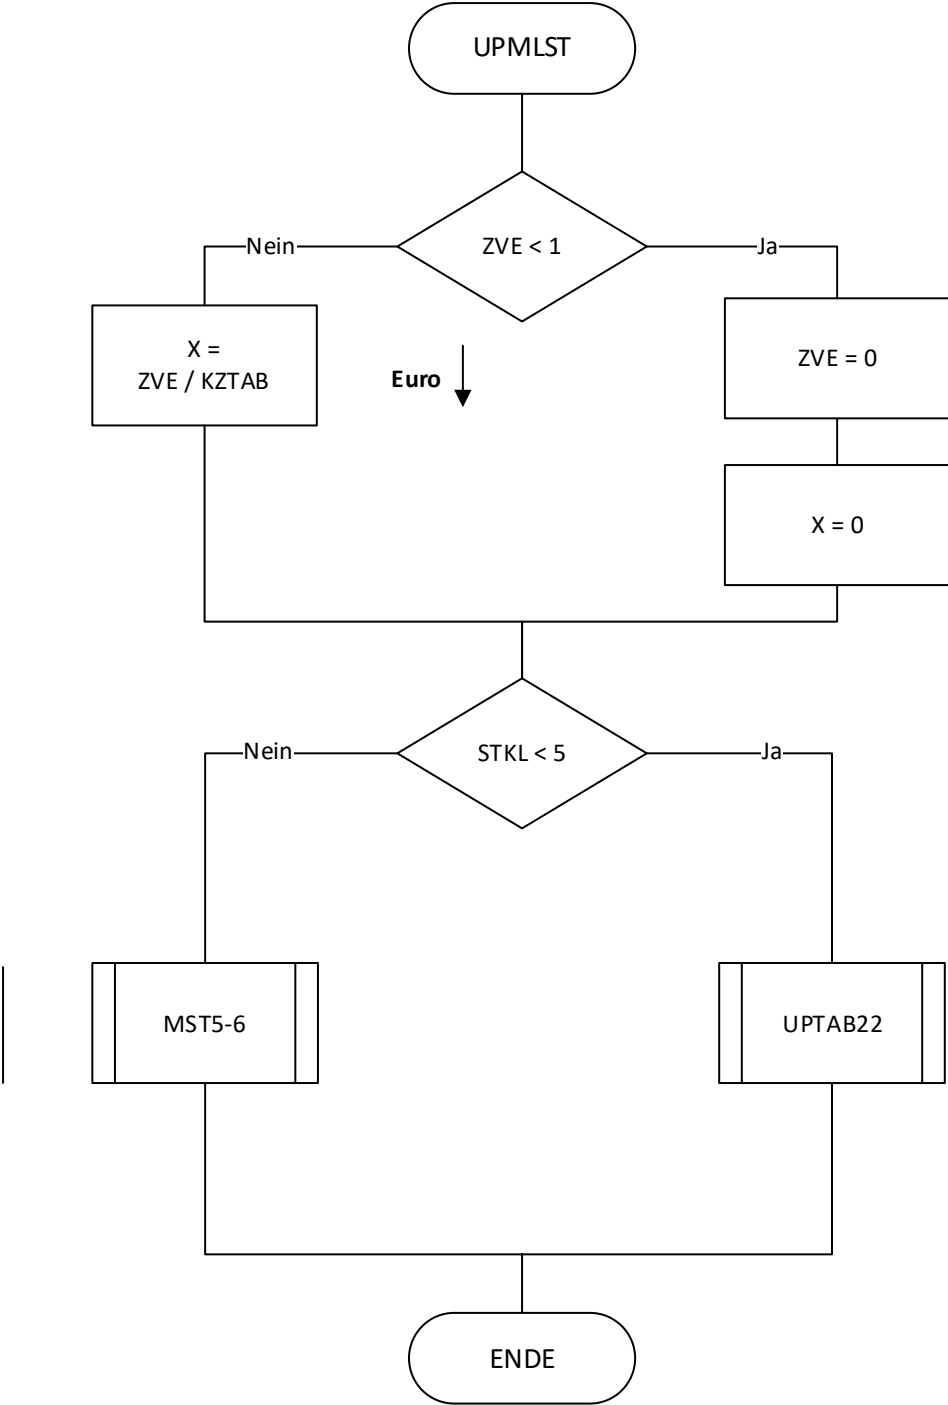 UPMLST
ZVE < 1
Nein
Ja
X =
ZVE / KZTAB
Euro
ZVE = 0
X = 0
STKL < 5
Nein
Ja
MST5-6
UPTAB22
ENDE